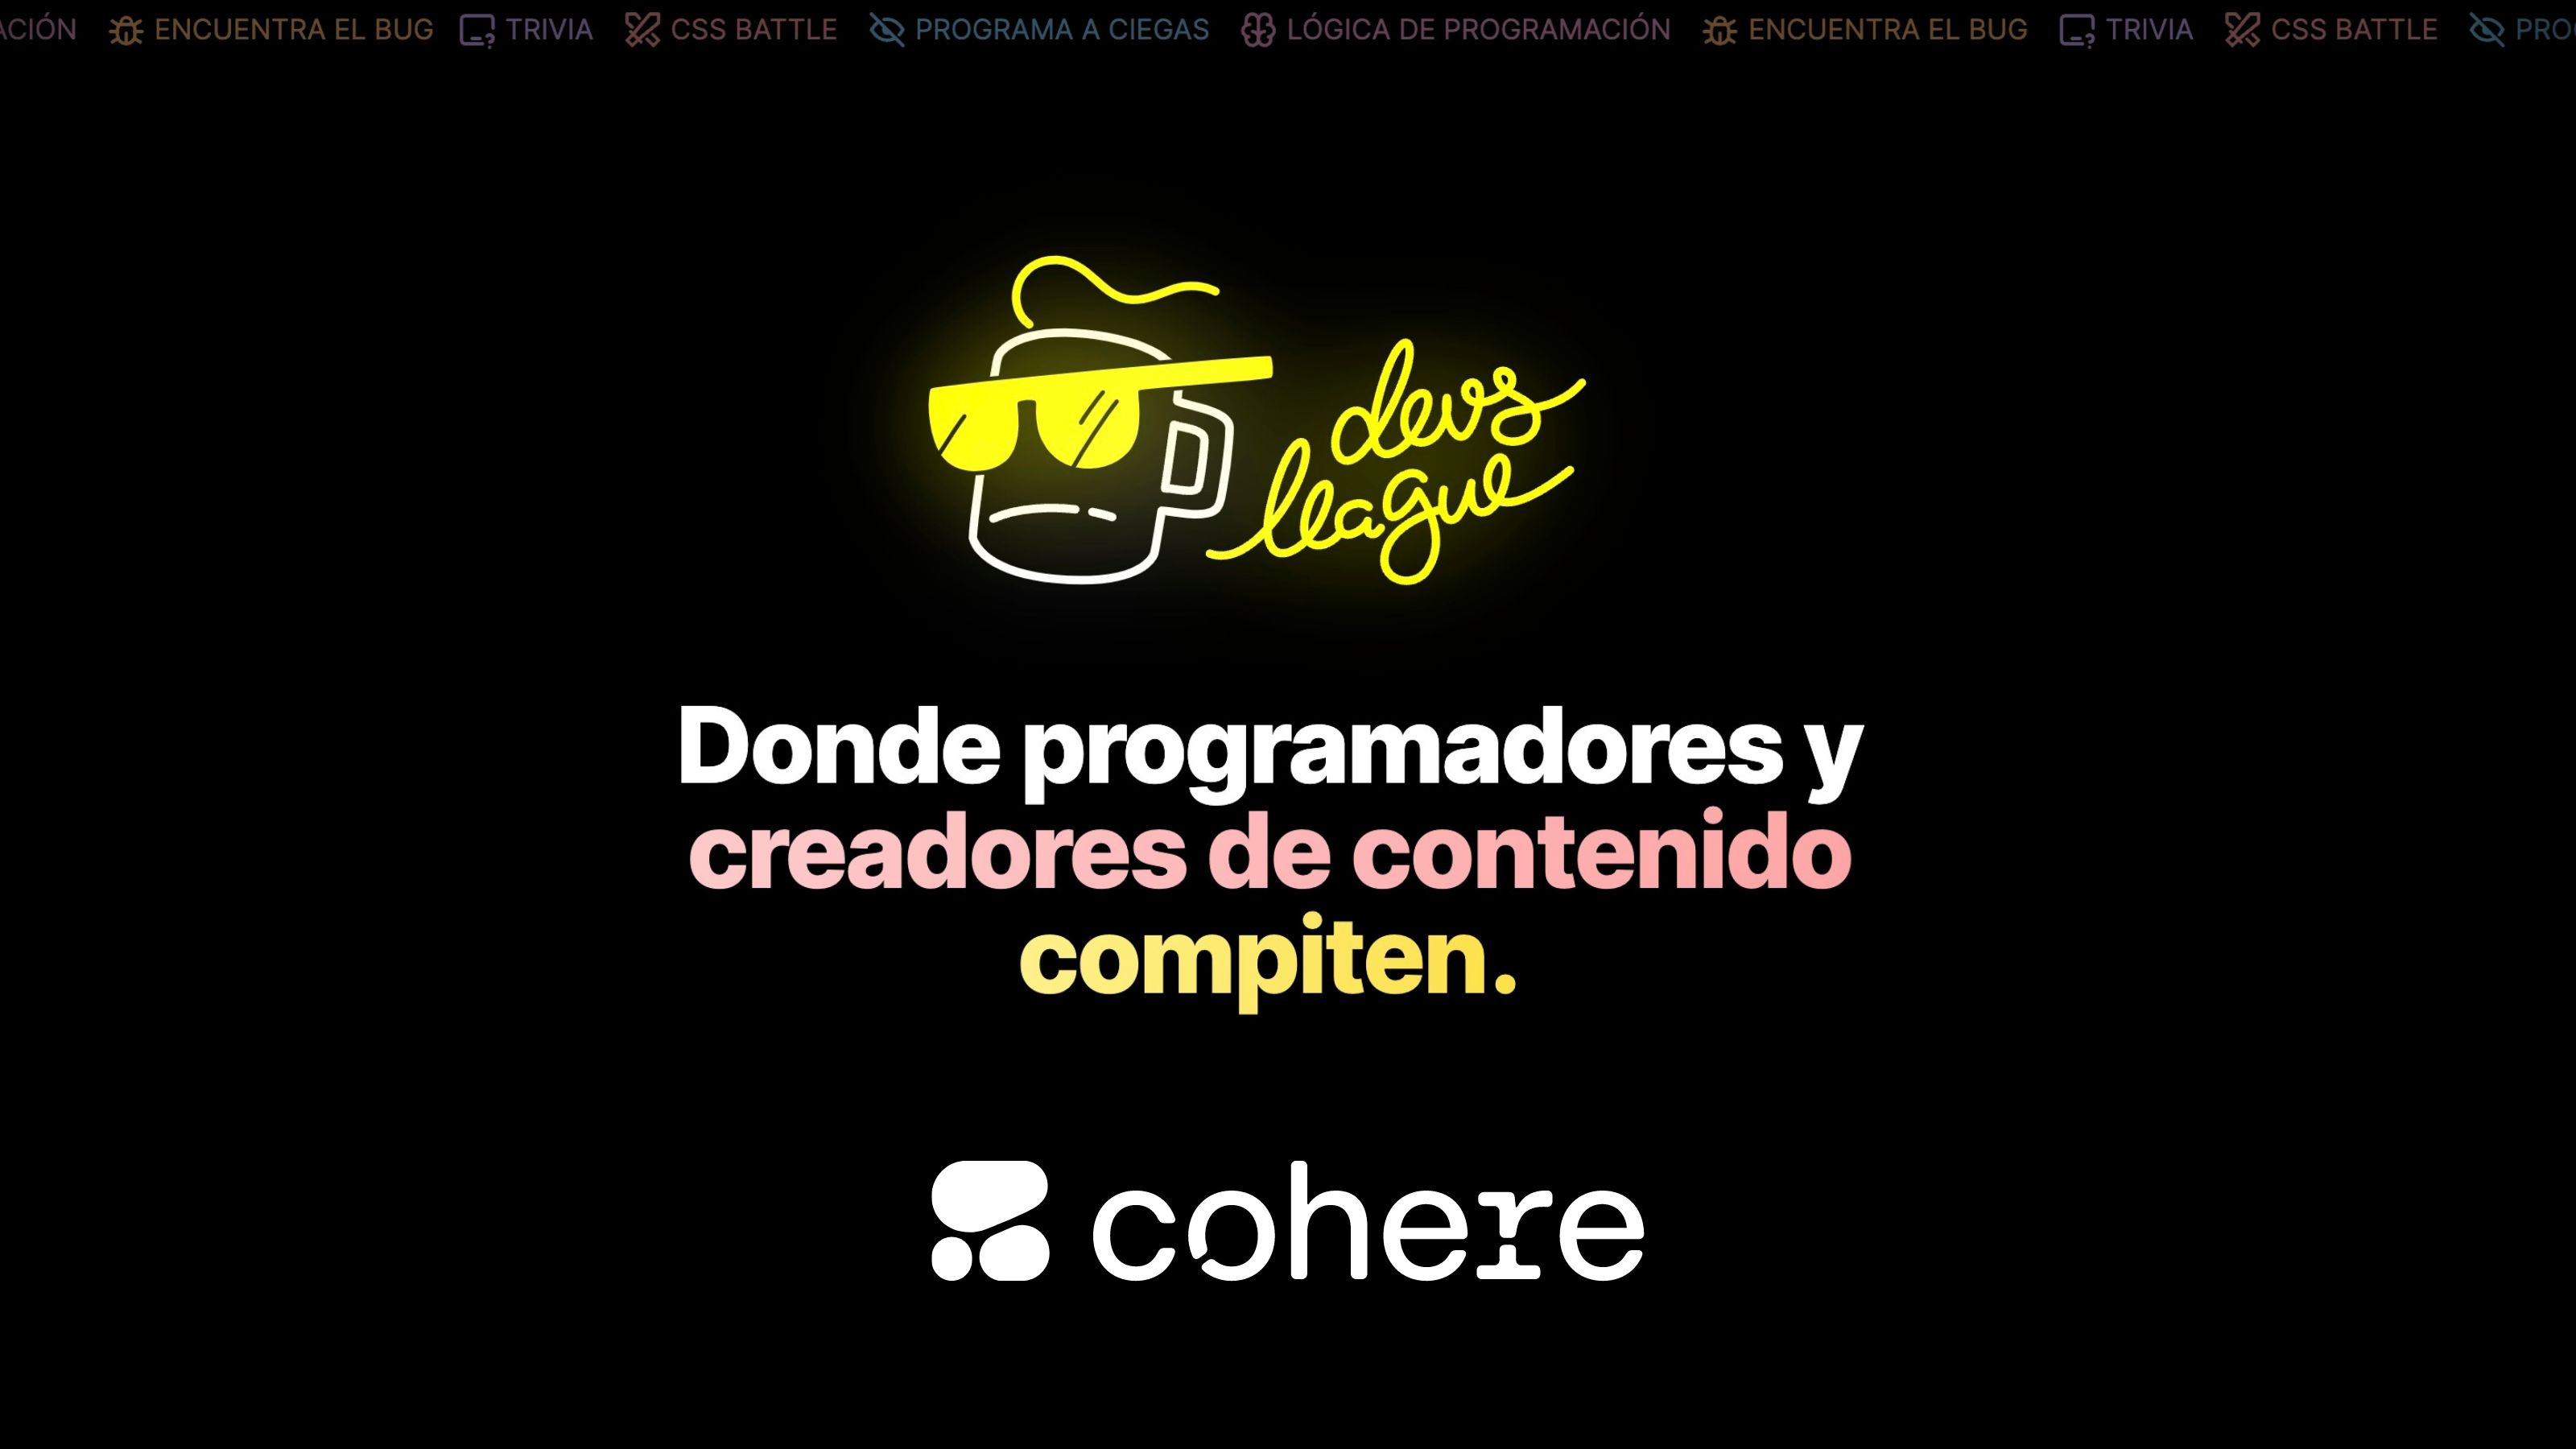 ACIÓN ENCUENTRA EL BUG TRIVIA CSS BATTLE PROGRAMA A CIEGAS LÓGICA DE PROGRAMACIÓN ENCUENTRA EL BUG TRIVIA CSS BATTLE PRO
devs
lleague
Donde programadores y
creadores de contenido
compiten.
cohere